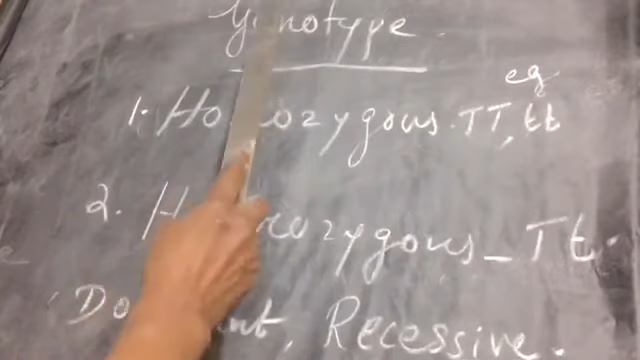 Genotype.
eg
1. Homozygous. TT, tt
2. Heterozygous - Tt.
Dominant, Recessive.